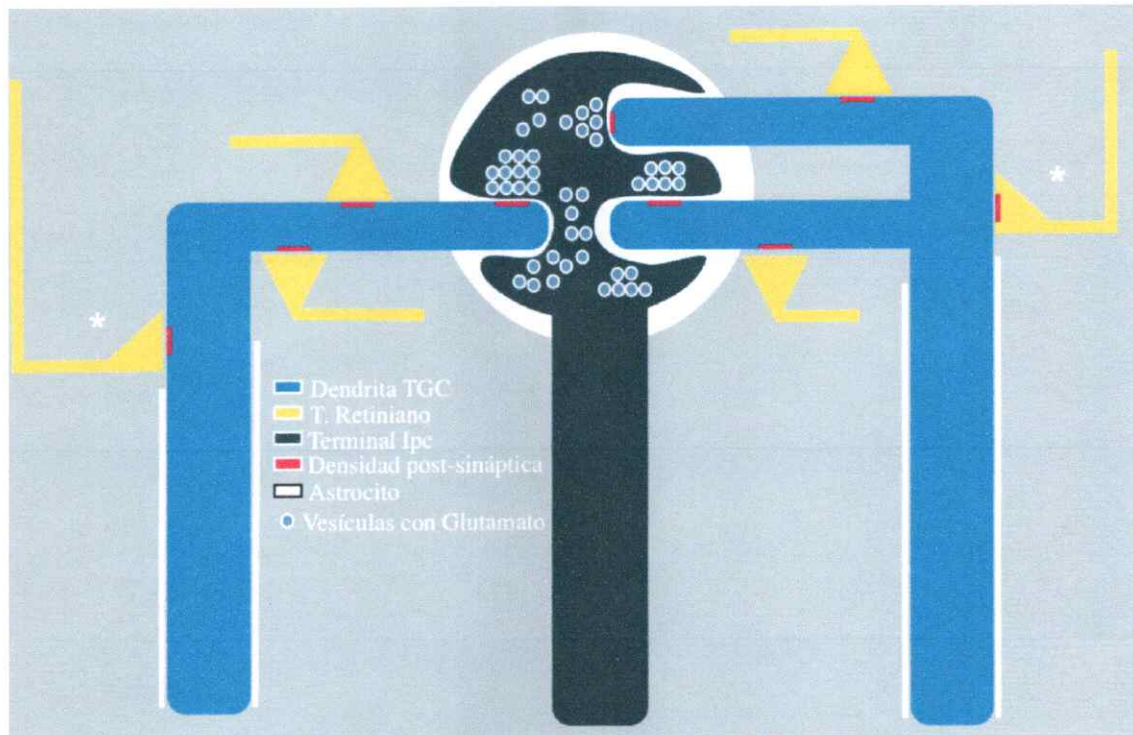 *
*
Dendrita TGC
T. Retiniano
Terminal Ipc
Densidad post-sináptica
Astrocito
Vesículas con Glutamato